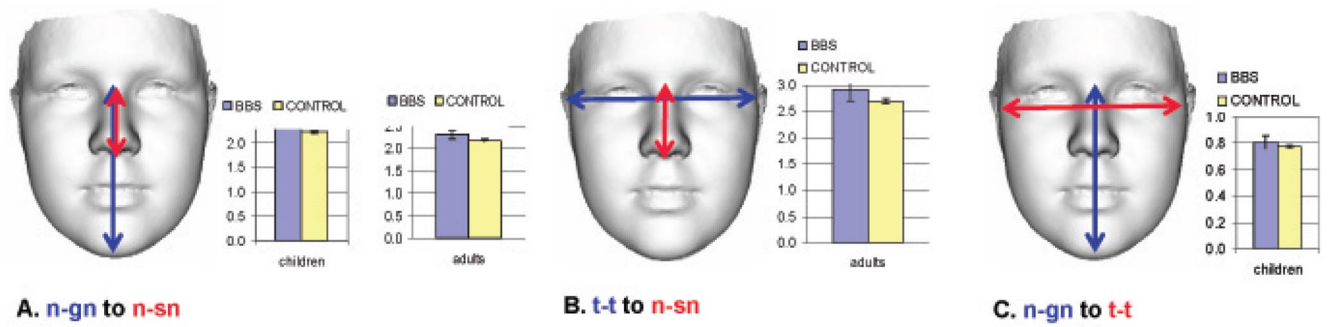 BBS CONTROL
2.0
1.5
1.0
0.5
0.0
children
BBS CONTROL
2.5
2.0
1.5
1.0
0.5
0.0
adults
A. n-gn to n-sn
BBS
CONTROL
3.0
2.5
2.0
1.5
1.0
0.5
0.0
adults
B. t-t to n-sn
BBS
CONTROL
1.0
0.8
0.6
0.4
0.2
0.0
children
C. n-gn to t-t